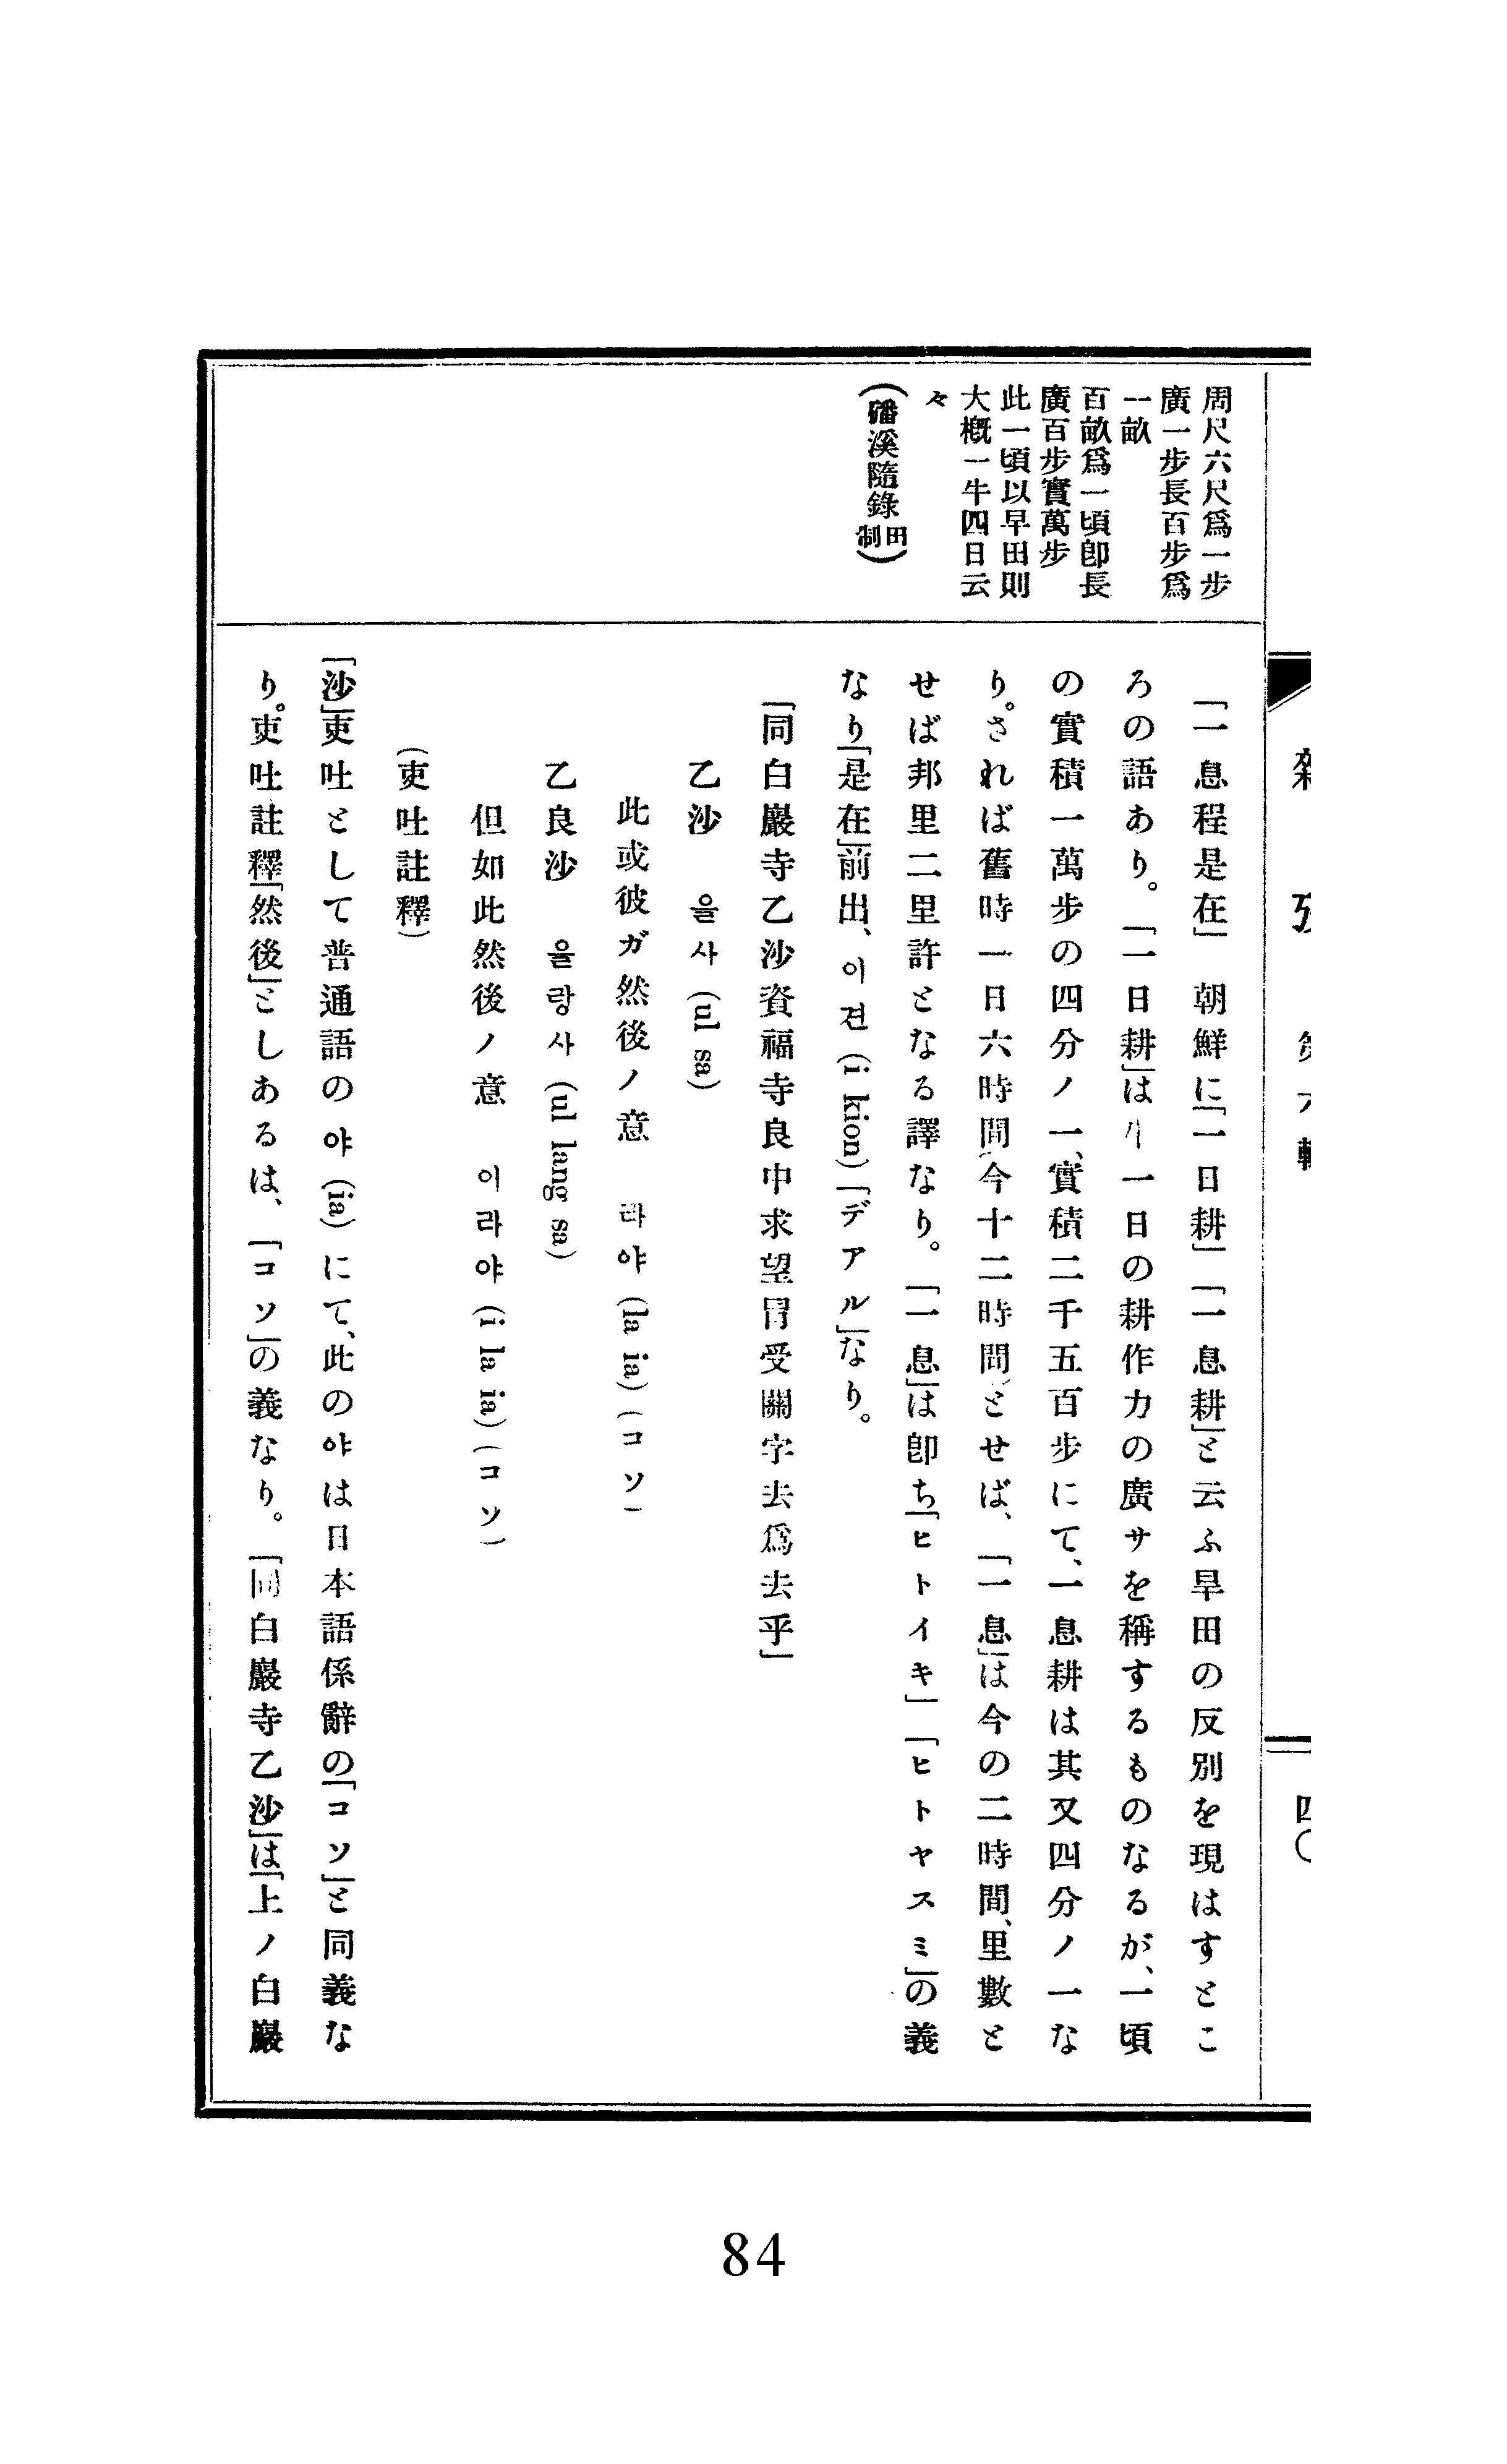 周尺六尺爲一步
廣一步長百步爲
一畝
百畝爲一頃卽長
廣百步實萬步
此一頃以旱田則
大槪一牛四日云
々
(磻溪隨錄田制)
「一息程是在」朝鮮に「一日耕」「一息耕」と云ふ旱田の反別を現はすとこ
ろの語あり。「一日耕」は牛一日の耕作力の廣サを稱するものなるが、一頃
の實積一萬步の四分ノ一、實積二千五百步にて、一息耕は其又四分ノ一な
り。されば舊時一日六時間(今十二時間)とせば、「一息」は今の二時間、里數と
せば邦里二里許となる譯なり。「一息」は卽ち「ヒトイキ」「ヒトヤスミ」の義
なり「是在」前出、이견 (i kion)「デアル」なり。
「同白巖寺乙沙資福寺良中求望冒受關字去爲去乎」
乙沙 을사 (ul sa)
此或彼ガ然後ノ意 라야 (la ia) (コソ)
乙良沙 을랑사 (ul lang sa)
但如此然後ノ意 이라야 (i la ia) (コソ)
(吏吐註釋)
「沙」吏吐として普通語の야 (ia) にて、此の야は日本語係辭の「コソ」と同義な
り。吏吐註釋「然後」としあるは、「コソ」の義なり。「同白巖寺乙沙」は「上ノ白巖
84